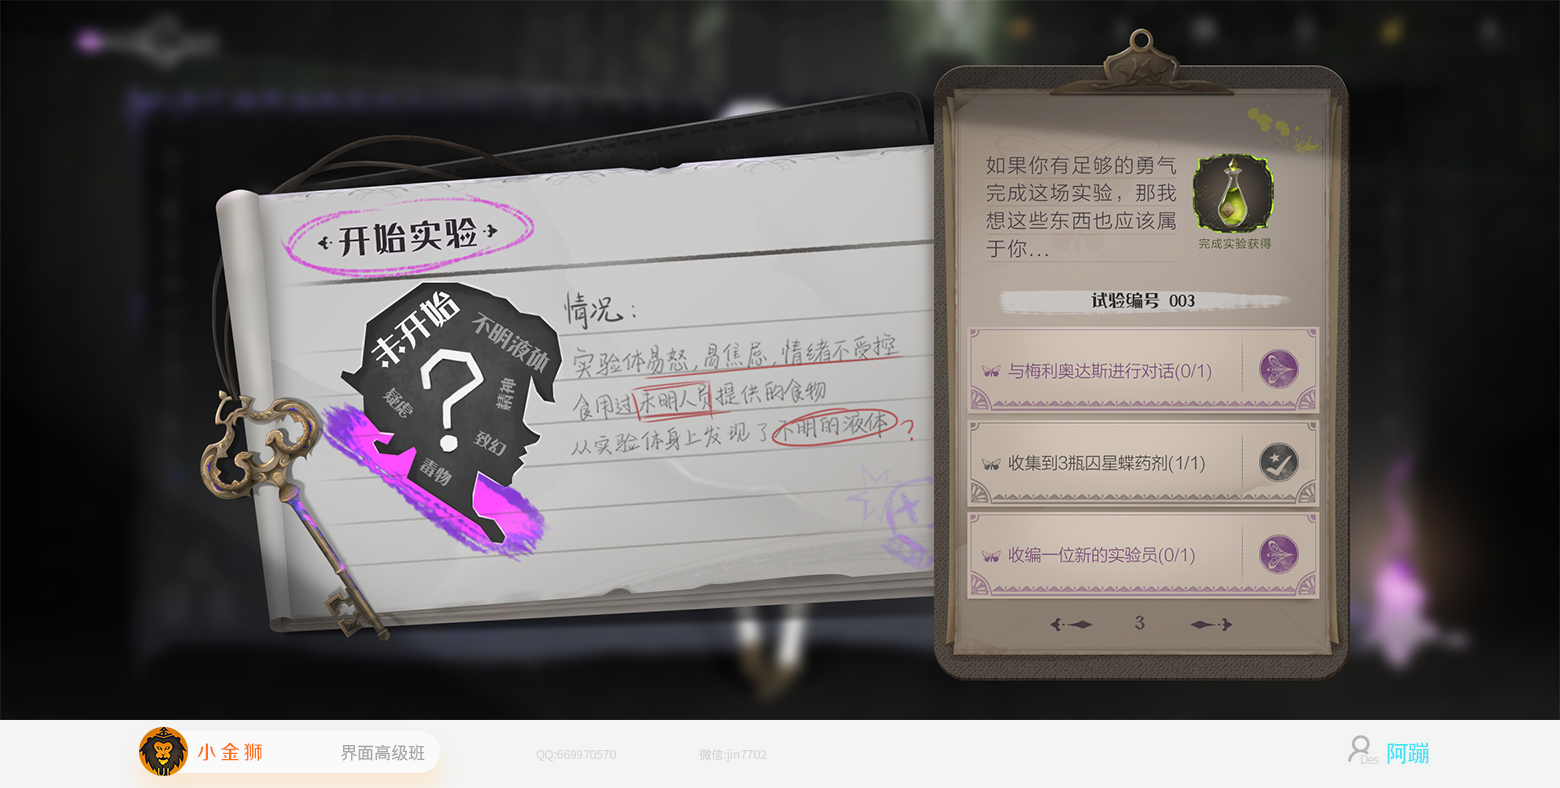 开始实验
未开始
不明液体
?
疑虑
精神
致幻
毒物
情况：
实验体易怒,易焦虑,情绪不受控
食用过未明人员提供的食物
从实验体身上发现了不明的液体?
如果你有足够的勇气
完成这场实验，那我
想这些东西也应该属
于你...
完成实验获得
试验编号 003
与梅利奥达斯进行对话(0/1)
收集到3瓶囚星蝶药剂(1/1)
收编一位新的实验员(0/1)
3
小金狮
界面高级班
QQ:669970570
微信:jin7702
Des
阿蹦